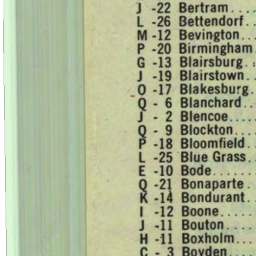 J -22 Bertram....
L -26 Bettendorf..
M -12 Bevington...
P -20 Birmingham
G -13 Blairsburg.:
J -19 Blairstown..
O -17 Blakesburg.
Q - 6 Blanchard...
J - 2 Blencoe.....
Q - 9 Blockton....
P -18 Bloomfield..
L -25 Blue Grass..
E -10 Bode.......
Q -21 Bonaparte..
K -14 Bondurant..
I -12 Boone......
J -11 Bouton.....
H -11 Boxholm....
C - 3 Boyden.....